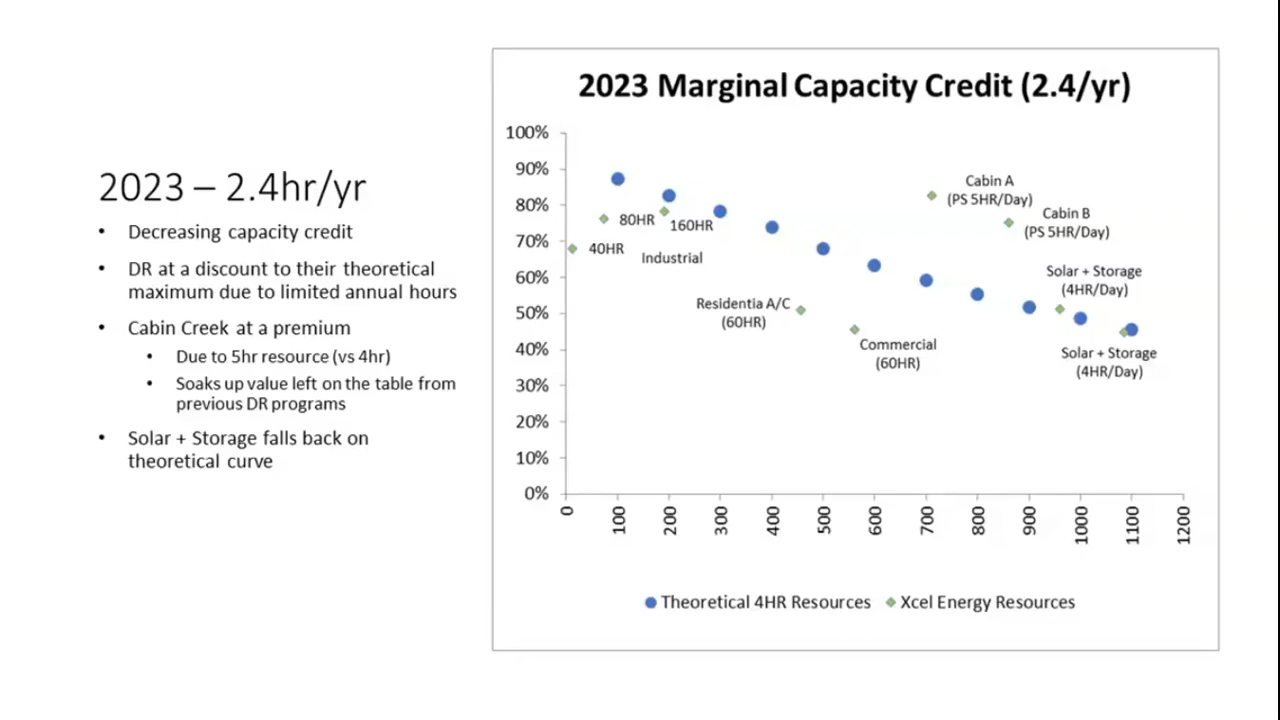 2023 – 2.4hr/yr
• Decreasing capacity credit
• DR at a discount to their theoretical
maximum due to limited annual hours
• Cabin Creek at a premium
• Due to 5hr resource (vs 4hr)
• Soaks up value left on the table from
previous DR programs
• Solar + Storage falls back on
theoretical curve
2023 Marginal Capacity Credit (2.4/yr)
100%
90%
80%
70%
60%
50%
40%
30%
20%
10%
0%
40HR
80HR
160HR
Industrial
Residentia A/C
(60HR)
Commercial
(60HR)
Cabin A
(PS 5HR/Day)
Cabin B
(PS 5HR/Day)
Solar + Storage
(4HR/Day)
Solar + Storage
(4HR/Day)
0
100
200
300
400
500
600
700
800
900
1000
1100
1200
Theoretical 4HR Resources
Xcel Energy Resources